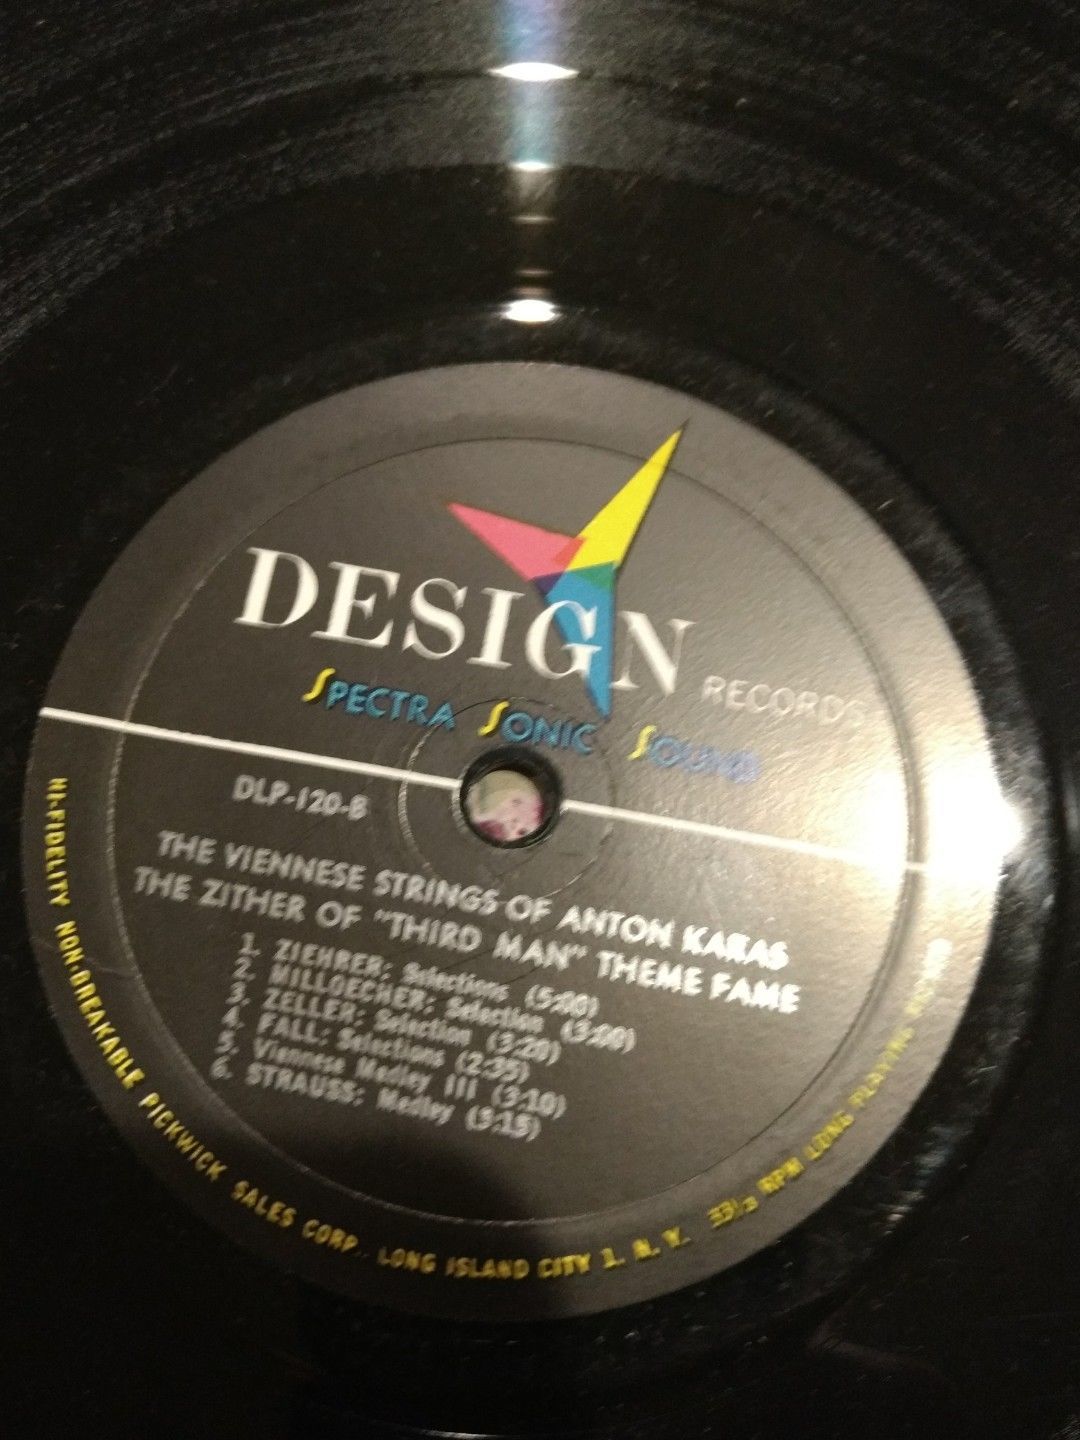 DESIGN RECORDS
SPECTRA SONIC SOUND
DLP-120-B
THE VIENNESE STRINGS OF ANTON KARAS
THE ZITHER OF "THIRD MAN" THEME FAME
1. ZIEHRER: Selections (5:00)
2. MILLOECHER: Selection (3:00)
3. ZELLER: Selection (3:20)
4. FALL: Selections (2:35)
5. Viennese Medley III (3:10)
6. STRAUSS: Medley (3:15)
HI-FIDELITY NON-BREAKABLE PICKWICK SALES CORP., LONG ISLAND CITY 1, N. Y. 33 1/3 RPM LONG PLAYING RECORD